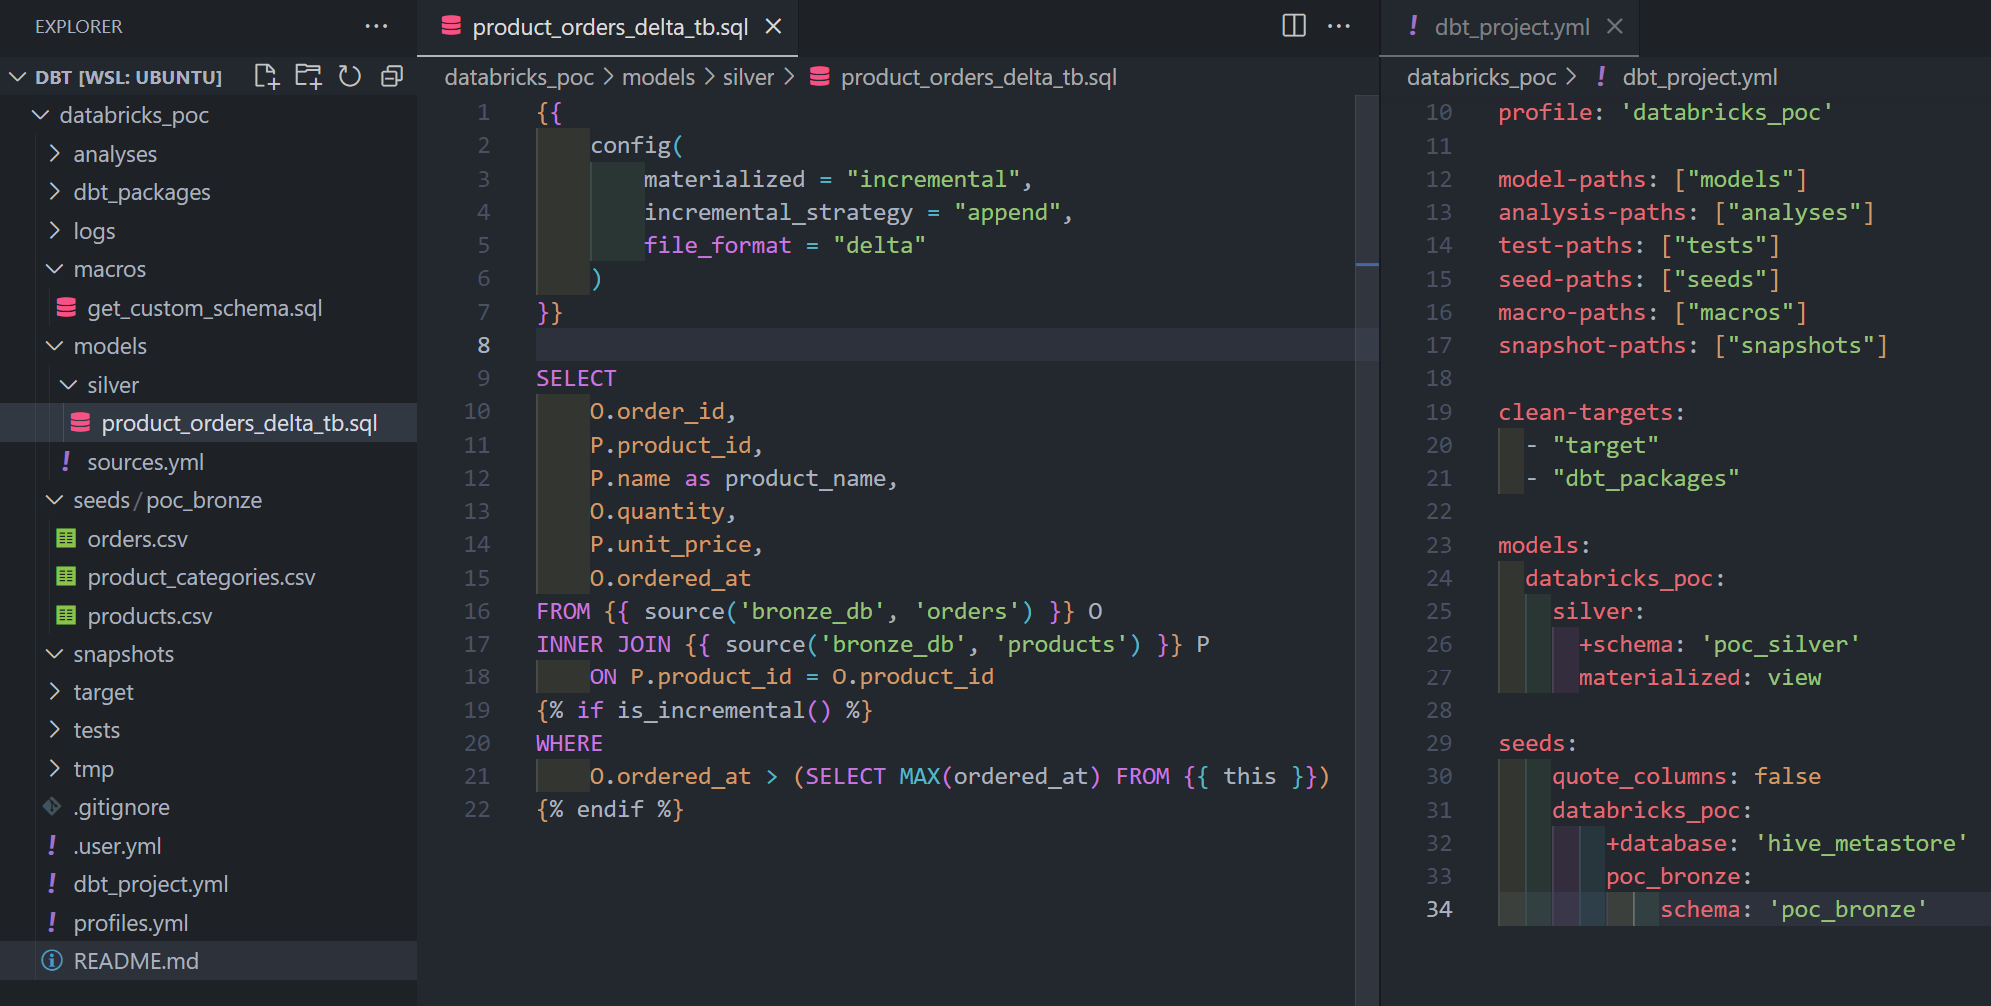 EXPLORER
DBT [WSL: UBUNTU]
databricks_poc
analyses
dbt_packages
logs
macros
get_custom_schema.sql
models
silver
product_orders_delta_tb.sql
sources.yml
seeds / poc_bronze
orders.csv
product_categories.csv
products.csv
snapshots
target
tests
tmp
.gitignore
.user.yml
dbt_project.yml
profiles.yml
README.md
product_orders_delta_tb.sql
databricks_poc > models > silver > product_orders_delta_tb.sql
1 {{
2     config(
3         materialized = "incremental",
4         incremental_strategy = "append",
5         file_format = "delta"
6     )
7 }}
8
9 SELECT
10     O.order_id,
11     P.product_id,
12     P.name as product_name,
13     O.quantity,
14     P.unit_price,
15     O.ordered_at
16 FROM {{ source('bronze_db', 'orders') }} O
17 INNER JOIN {{ source('bronze_db', 'products') }} P
18     ON P.product_id = O.product_id
19 {% if is_incremental() %}
20 WHERE
21     O.ordered_at > (SELECT MAX(ordered_at) FROM {{ this }})
22 {% endif %}
! dbt_project.yml
databricks_poc > ! dbt_project.yml
10 profile: 'databricks_poc'
11
12 model-paths: ["models"]
13 analysis-paths: ["analyses"]
14 test-paths: ["tests"]
15 seed-paths: ["seeds"]
16 macro-paths: ["macros"]
17 snapshot-paths: ["snapshots"]
18
19 clean-targets:
20   - "target"
21   - "dbt_packages"
22
23 models:
24   databricks_poc:
25     silver:
26       +schema: 'poc_silver'
27       materialized: view
28
29 seeds:
30     quote_columns: false
31     databricks_poc:
32         +database: 'hive_metastore'
33         poc_bronze:
34             schema: 'poc_bronze'